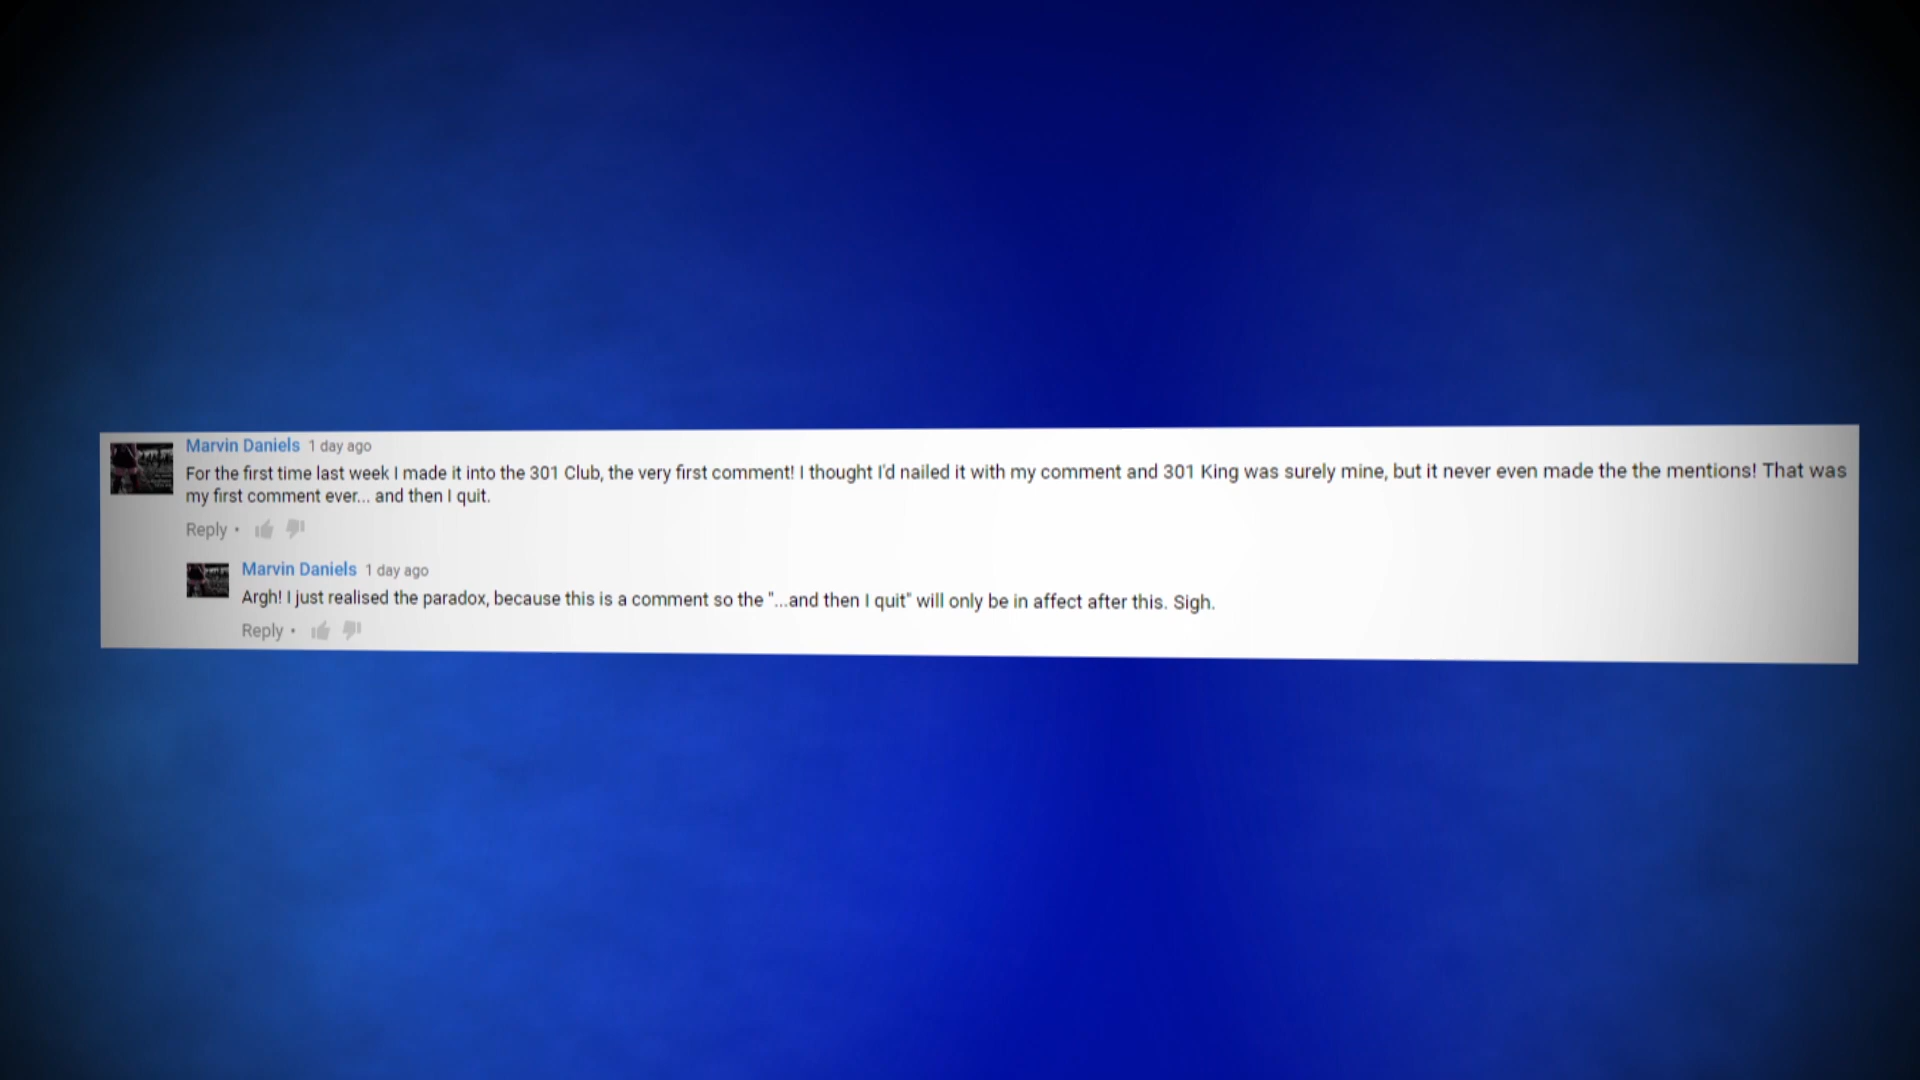 Marvin Daniels 1 day ago
For the first time last week I made it into the 301 Club, the very first comment! I thought I'd nailed it with my comment and 301 King was surely mine, but it never even made the the mentions! That was
my first comment ever... and then I quit.
Reply •
Marvin Daniels 1 day ago
Argh! I just realised the paradox, because this is a comment so the "...and then I quit" will only be in affect after this. Sigh.
Reply •